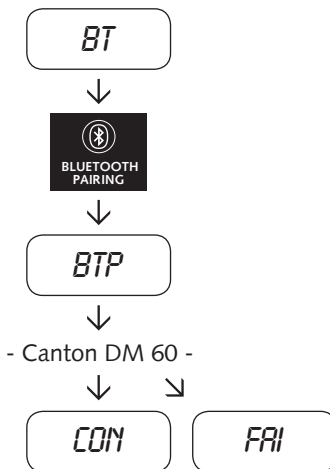 BT
BLUETOOTH
PAIRING
BTP
- Canton DM 60 -
CON FAI